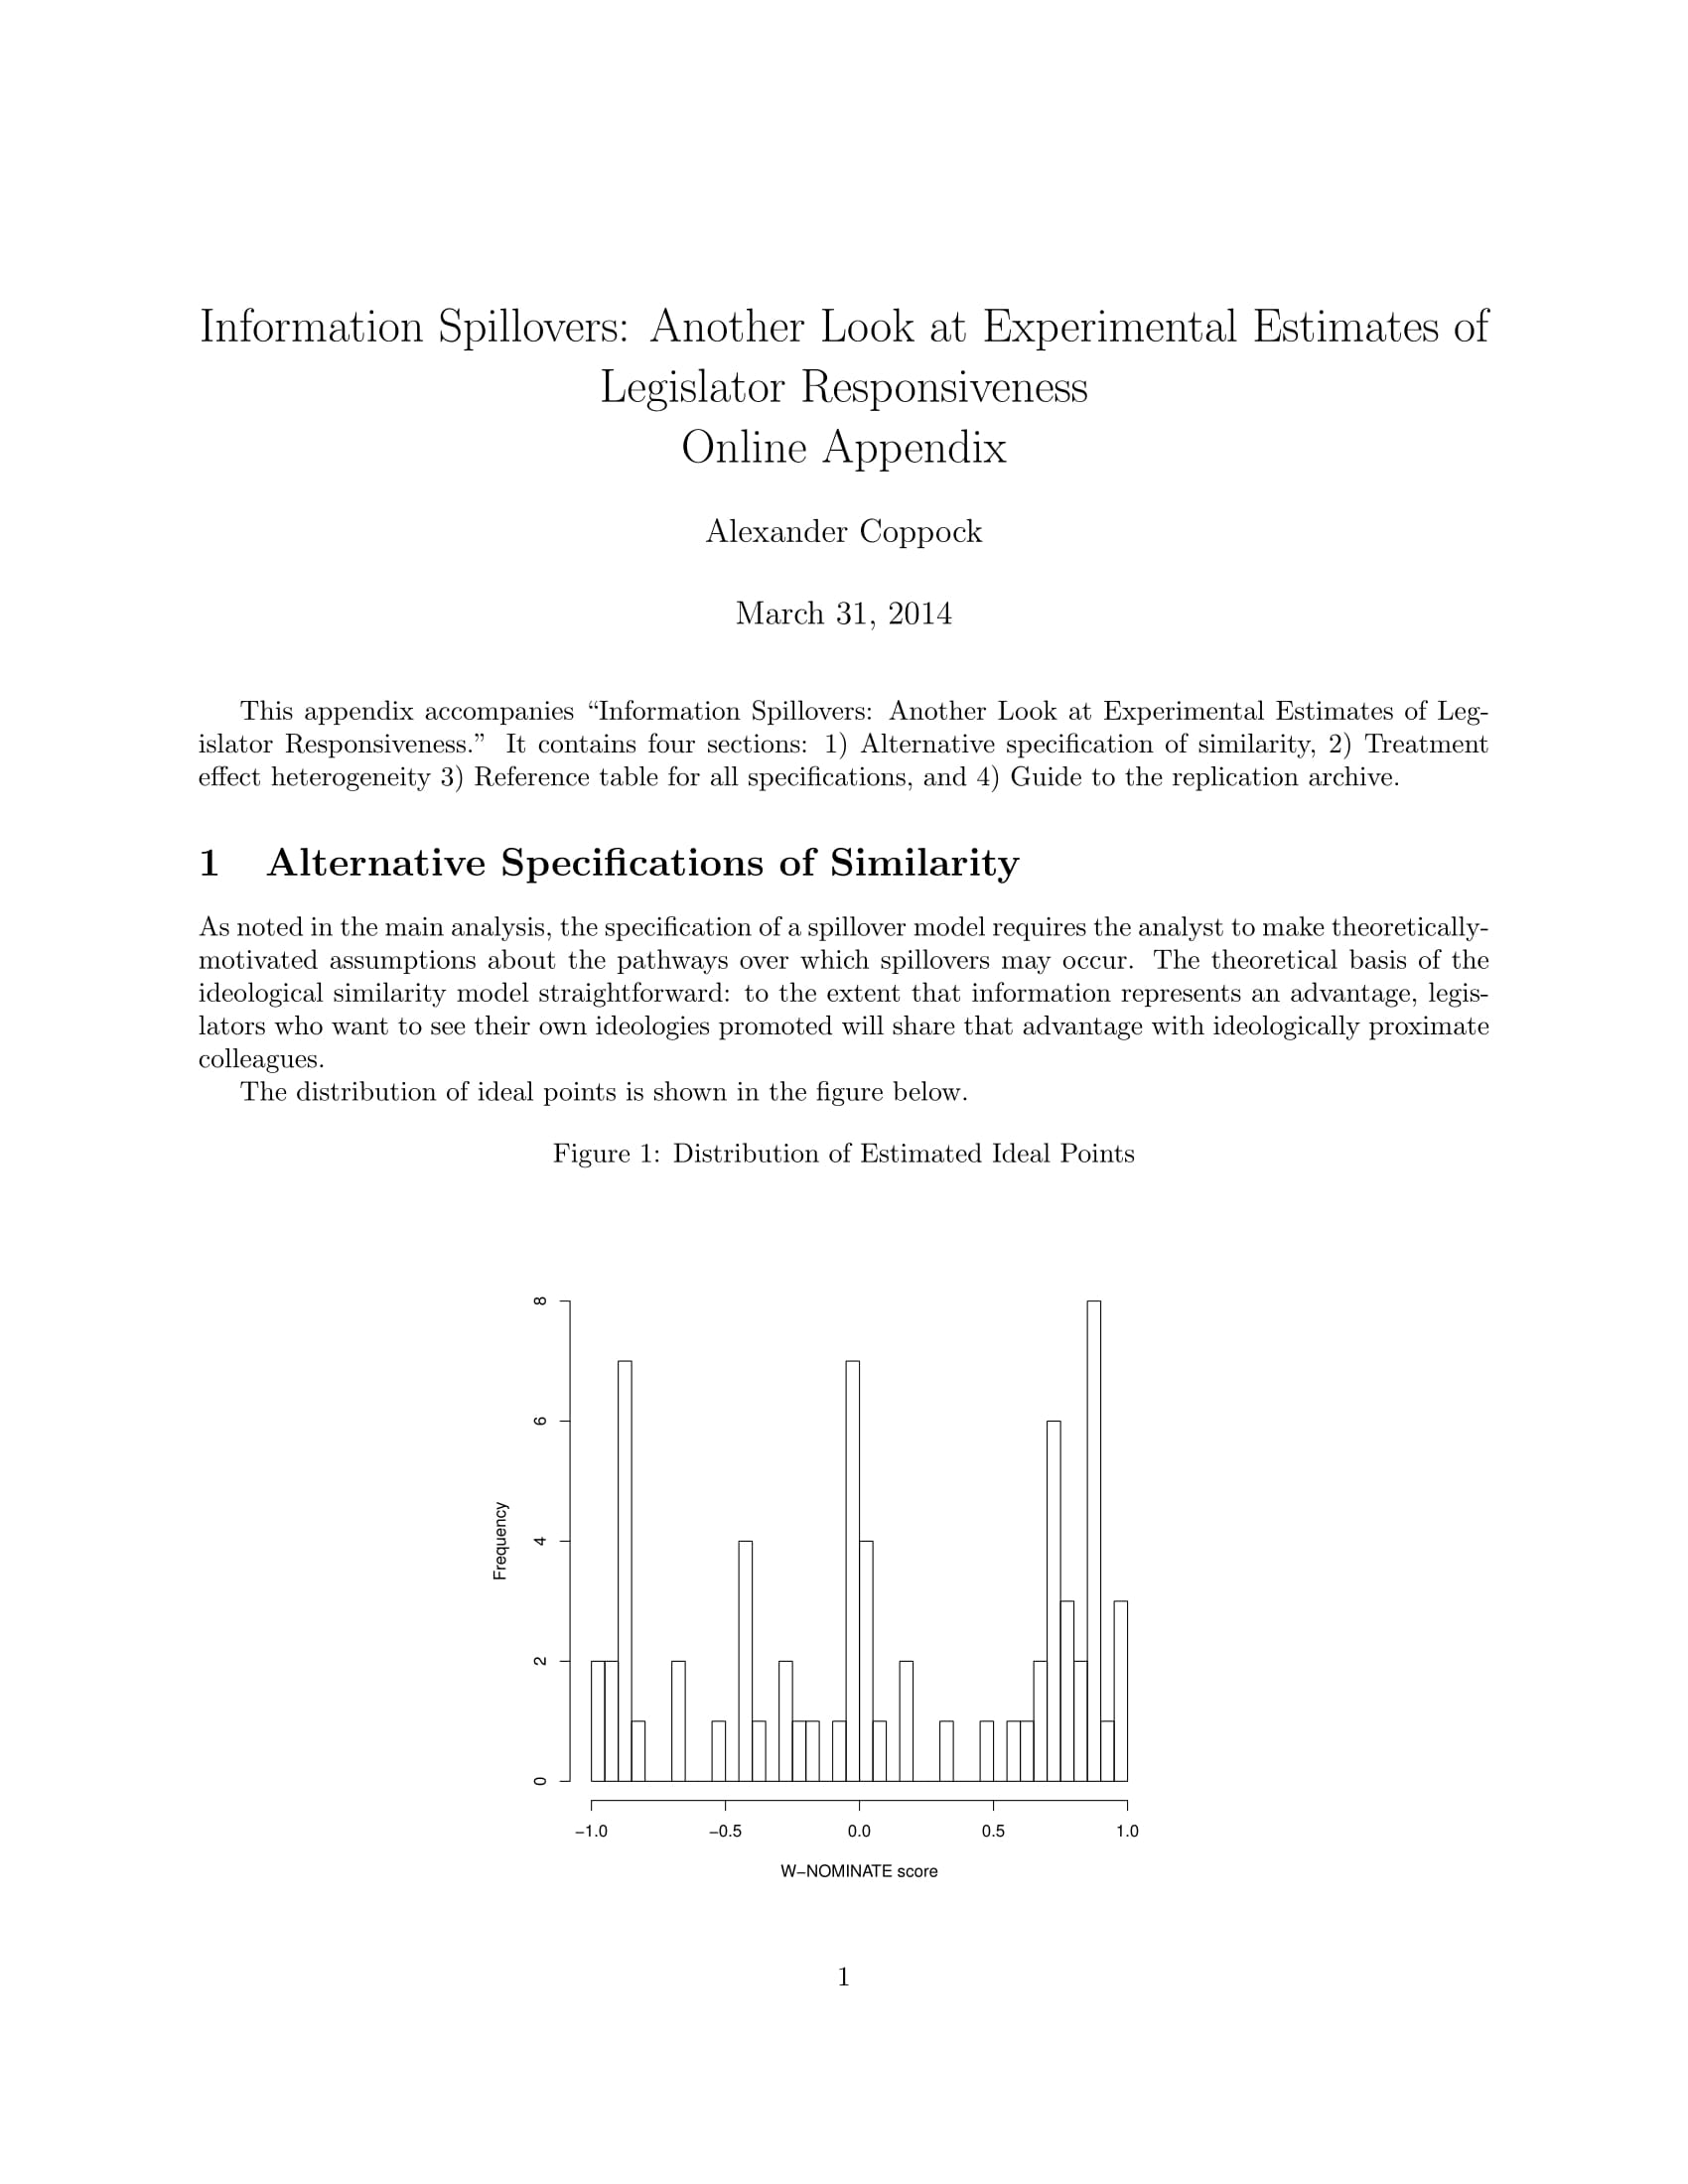 Information Spillovers: Another Look at Experimental Estimates of
Legislator Responsiveness
Online Appendix
Alexander Coppock
March 31, 2014
This appendix accompanies “Information Spillovers: Another Look at Experimental Estimates of Leg-
islator Responsiveness.” It contains four sections: 1) Alternative specification of similarity, 2) Treatment
effect heterogeneity 3) Reference table for all specifications, and 4) Guide to the replication archive.
1 Alternative Specifications of Similarity
As noted in the main analysis, the specification of a spillover model requires the analyst to make theoretically-
motivated assumptions about the pathways over which spillovers may occur. The theoretical basis of the
ideological similarity model straightforward: to the extent that information represents an advantage, legis-
lators who want to see their own ideologies promoted will share that advantage with ideologically proximate
colleagues.
The distribution of ideal points is shown in the figure below.
Figure 1: Distribution of Estimated Ideal Points
8
6
4
2
0
Frequency
−1.0 −0.5 0.0 0.5 1.0
W−NOMINATE score
1